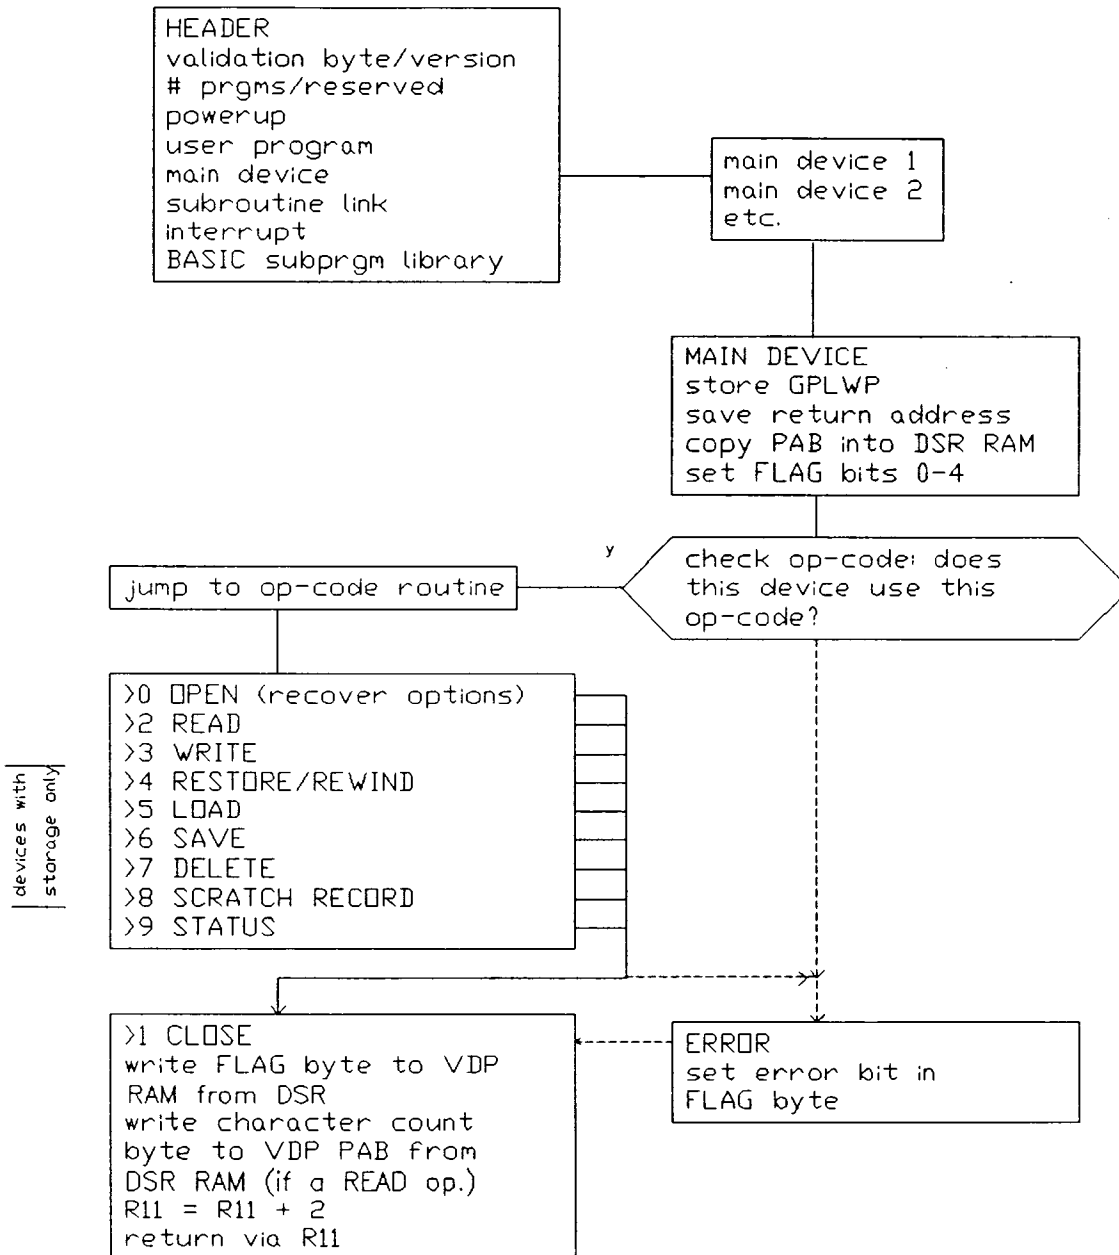 HEADER
validation byte/version
# prgms/reserved
powerup
user program
main device
subroutine link
interrupt
BASIC subprgm library
main device 1
main device 2
etc.
MAIN DEVICE
store GPLWP
save return address
copy PAB into DSR RAM
set FLAG bits 0-4
y
check op-code: does
this device use this
op-code?
jump to op-code routine
>0 OPEN (recover options)
>2 READ
>3 WRITE
>4 RESTORE/REWIND
>5 LOAD
>6 SAVE
>7 DELETE
>8 SCRATCH RECORD
>9 STATUS
devices with
storage only
>1 CLOSE
write FLAG byte to VDP
RAM from DSR
write character count
byte to VDP PAB from
DSR RAM (if a READ op.)
R11 = R11 + 2
return via R11
ERROR
set error bit in
FLAG byte